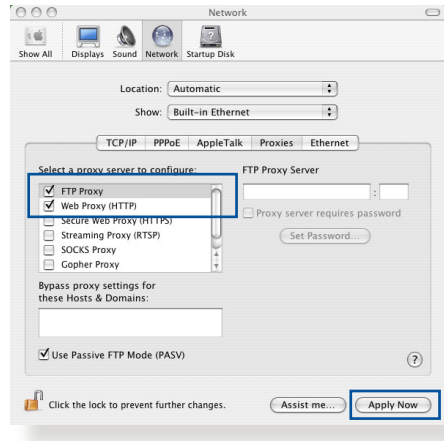 Network
Show All Displays Sound Network Startup Disk
Location: Automatic
Show: Built-in Ethernet
TCP/IP PPPoE AppleTalk Proxies Ethernet
Select a proxy server to configure: FTP Proxy Server
FTP Proxy
Web Proxy (HTTP)
:
Secure Web Proxy (HTTPS)
Proxy server requires password
Streaming Proxy (RTSP)
Set Password...
SOCKS Proxy
Gopher Proxy
Bypass proxy settings for
these Hosts & Domains:
Use Passive FTP Mode (PASV)
?
Click the lock to prevent further changes. Assist me... Apply Now